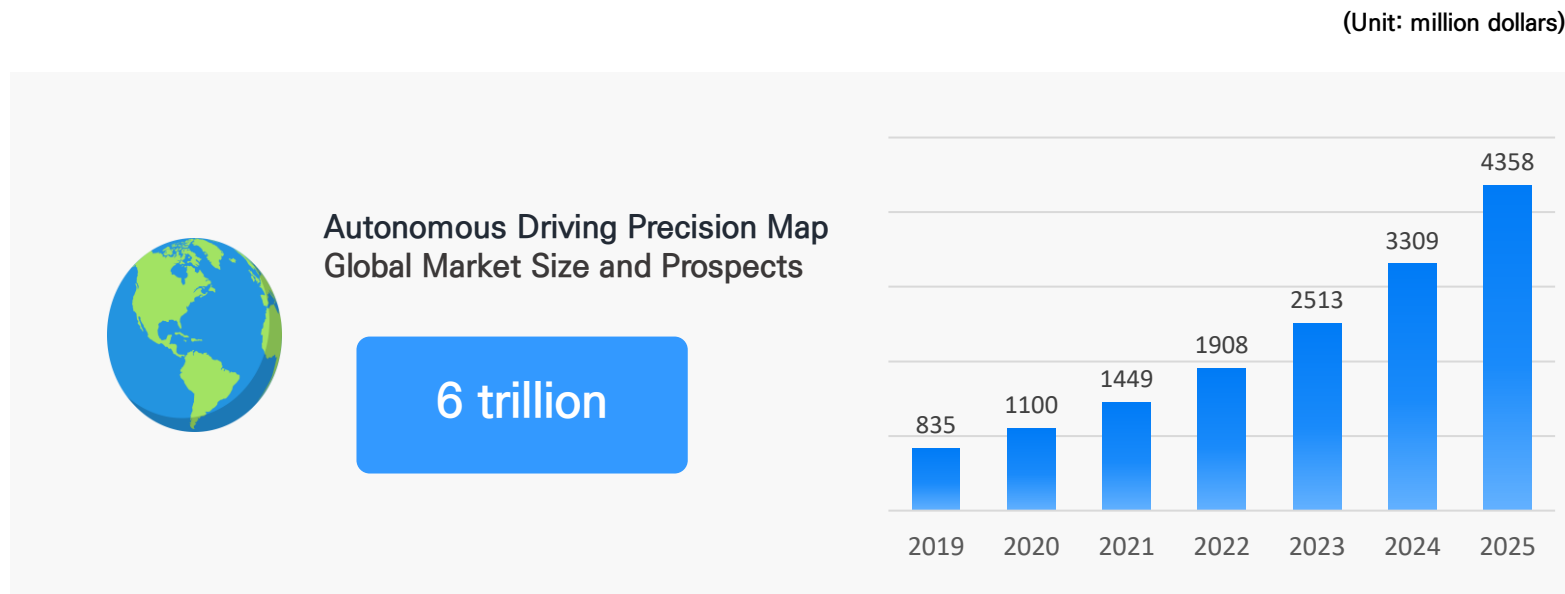 (Unit: million dollars)
Autonomous Driving Precision Map
Global Market Size and Prospects
6 trillion
835
1100
1449
1908
2513
3309
4358
2019 2020 2021 2022 2023 2024 2025